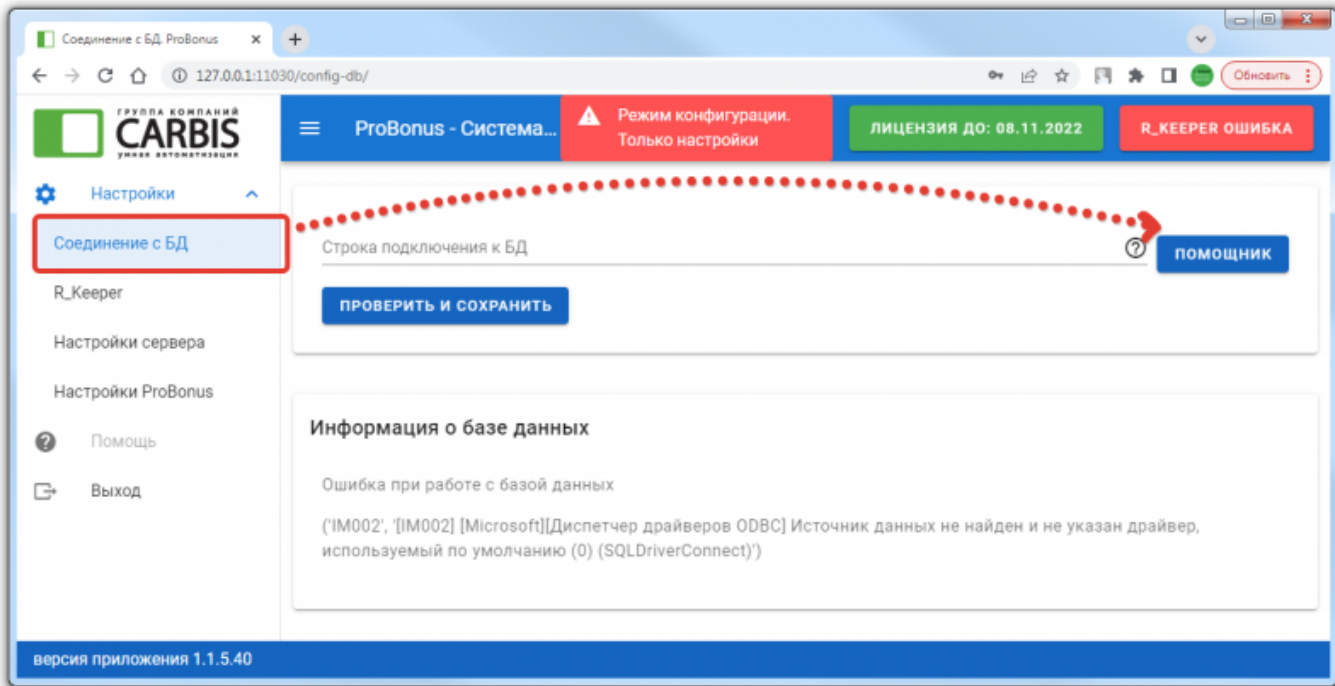 Соединение с БД. ProBonus
127.0.0.1:11030/config-db/
Обновить
ГРУППА КОМПАНИЙ
CARBIS
умная автоматизация
ProBonus - Система...
Режим конфигурации.
Только настройки
ЛИЦЕНЗИЯ ДО: 08.11.2022
R_KEEPER ОШИБКА
Настройки
Соединение с БД
R_Keeper
Настройки сервера
Настройки ProBonus
Помощь
Выход
Строка подключения к БД
ПОМОЩНИК
ПРОВЕРИТЬ И СОХРАНИТЬ
Информация о базе данных
Ошибка при работе с базой данных
('IM002', '[IM002] [Microsoft][Диспетчер драйверов ODBC] Источник данных не найден и не указан драйвер,
используемый по умолчанию (0) (SQLDriverConnect)')
версия приложения 1.1.5.40